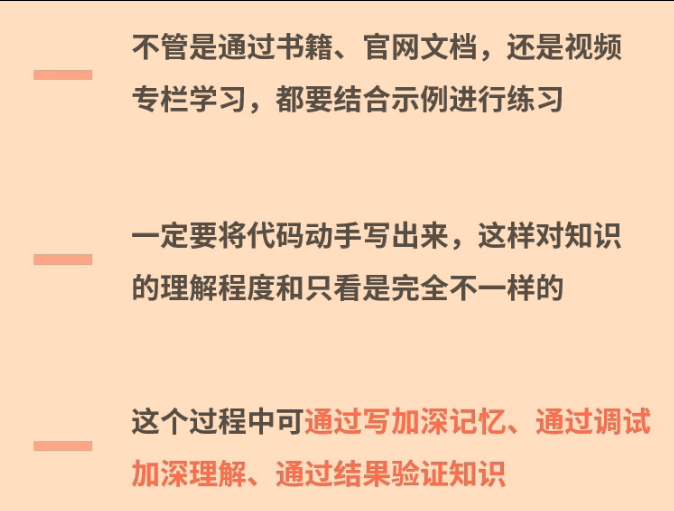 不管是通过书籍、官网文档，还是视频
专栏学习，都要结合示例进行练习
一定要将代码动手写出来，这样对知识
的理解程度和只看是完全不一样的
这个过程中可通过写加深记忆、通过调试
加深理解、通过结果验证知识